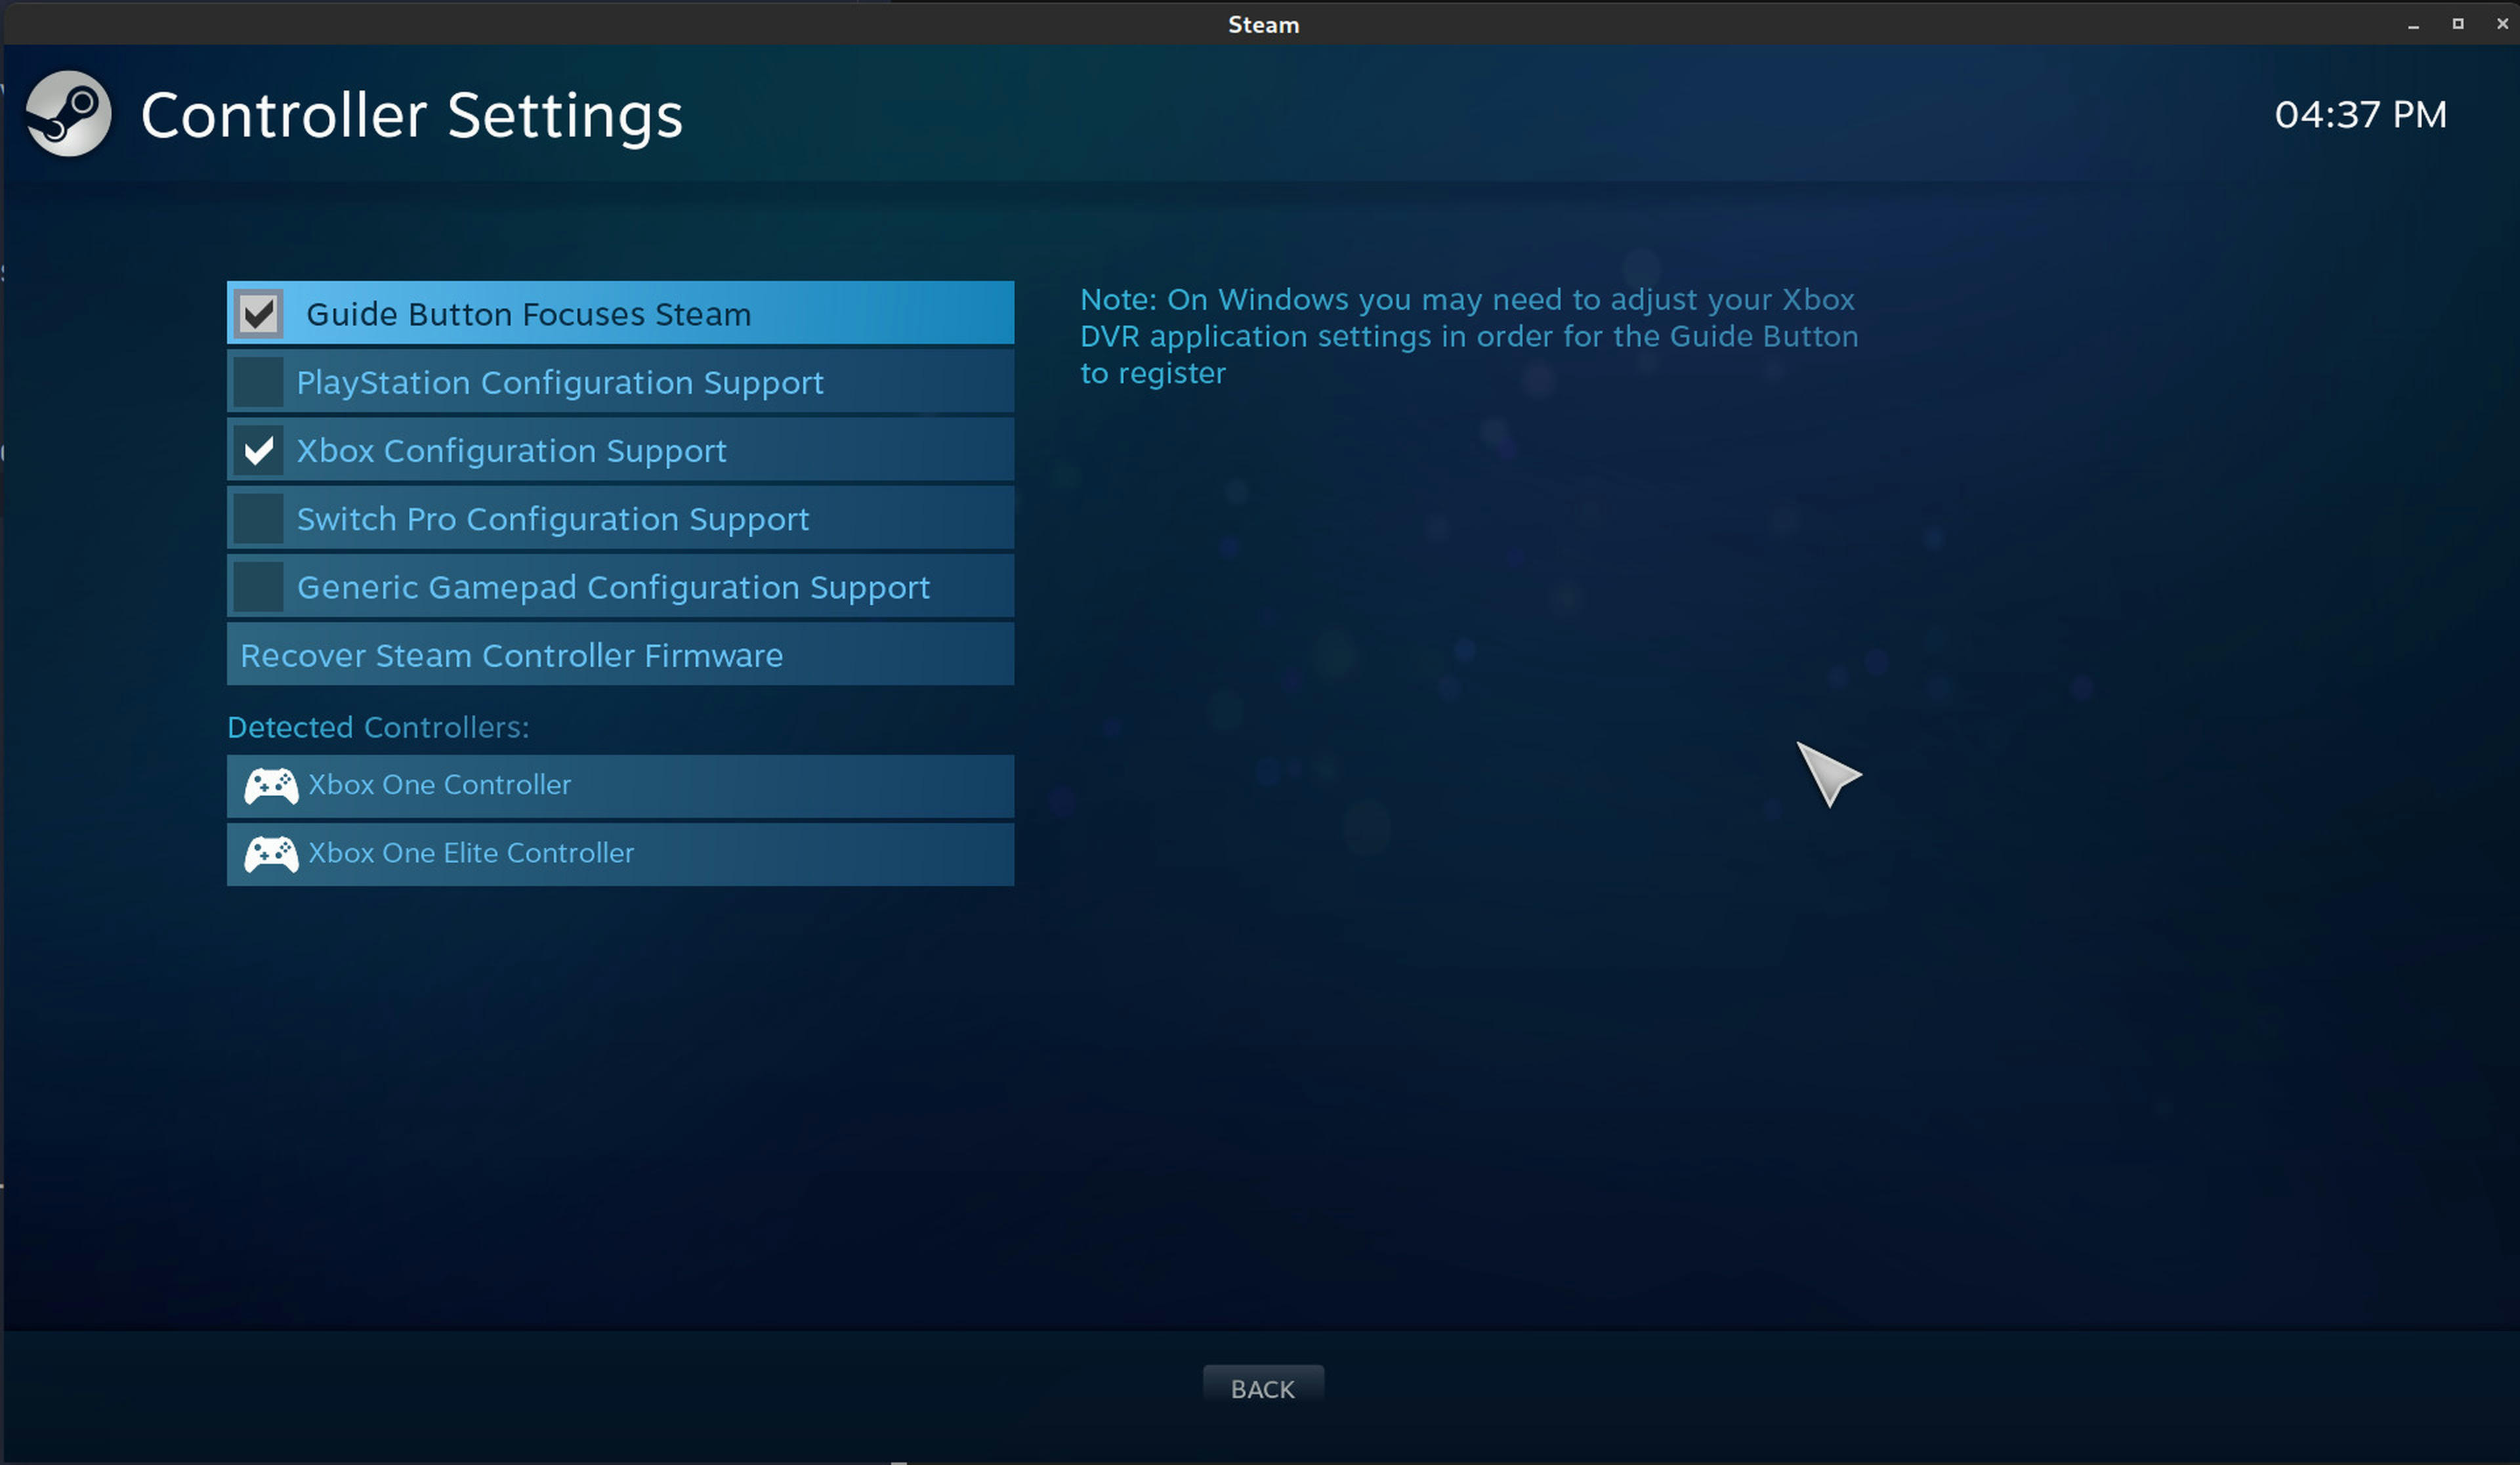 Steam
Controller Settings
04:37 PM
Guide Button Focuses Steam
PlayStation Configuration Support
Xbox Configuration Support
Switch Pro Configuration Support
Generic Gamepad Configuration Support
Recover Steam Controller Firmware
Detected Controllers:
Xbox One Controller
Xbox One Elite Controller
Note: On Windows you may need to adjust your Xbox
DVR application settings in order for the Guide Button
to register
BACK